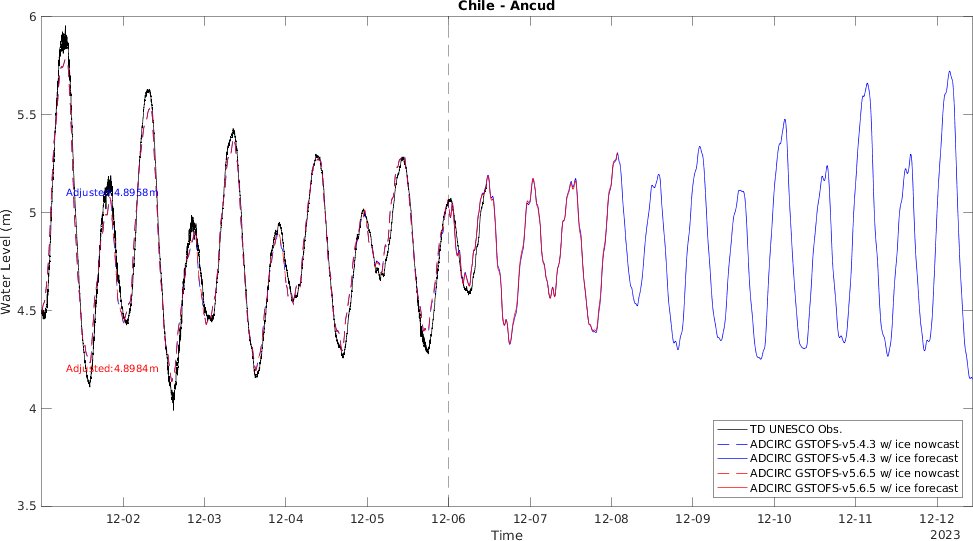 Chile - Ancud
6
5.5
5
4.5
4
3.5
Water Level (m)
Adjusted:4.8958m
Adjusted:4.8984m
TD UNESCO Obs.
ADCIRC GSTOFS-v5.4.3 w/ ice nowcast
ADCIRC GSTOFS-v5.4.3 w/ ice forecast
ADCIRC GSTOFS-v5.6.5 w/ ice nowcast
ADCIRC GSTOFS-v5.6.5 w/ ice forecast
12-02 12-03 12-04 12-05 12-06 12-07 12-08 12-09 12-10 12-11 12-12
2023
Time